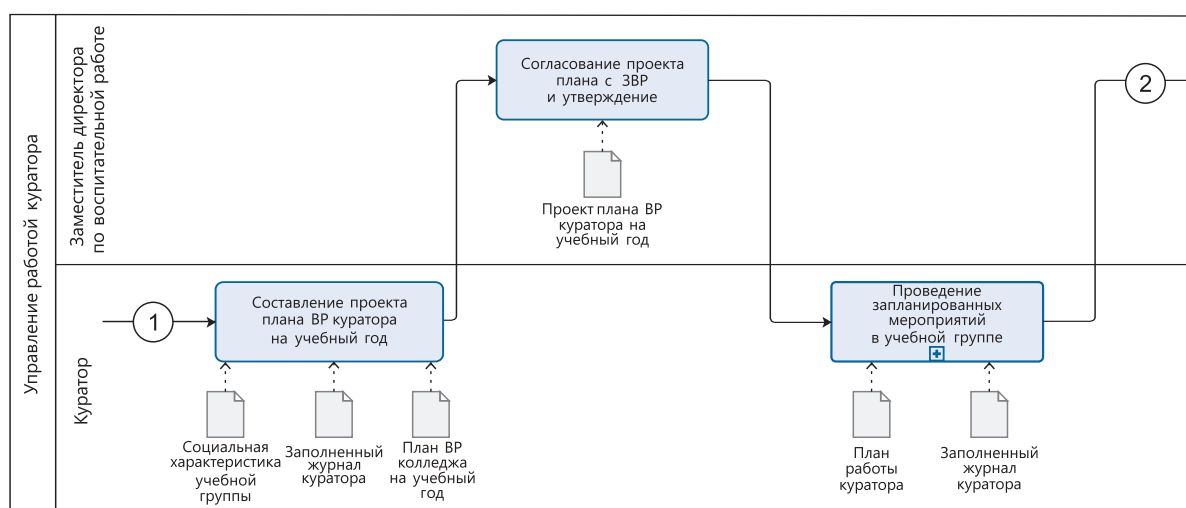 Управление работой куратора
Заместитель директора
по воспитательной работе
Согласование проекта
плана с ЗВР
и утверждение
2
Проект плана ВР
куратора на
учебный год
Куратор
1
Составление проекта
плана ВР куратора
на учебный год
Проведение
запланированных
мероприятий
в учебной группе
Социальная
характеристика
учебной
группы
Заполненный
журнал
куратора
План ВР
колледжа
на учебный
год
План
работы
куратора
Заполненный
журнал
куратора